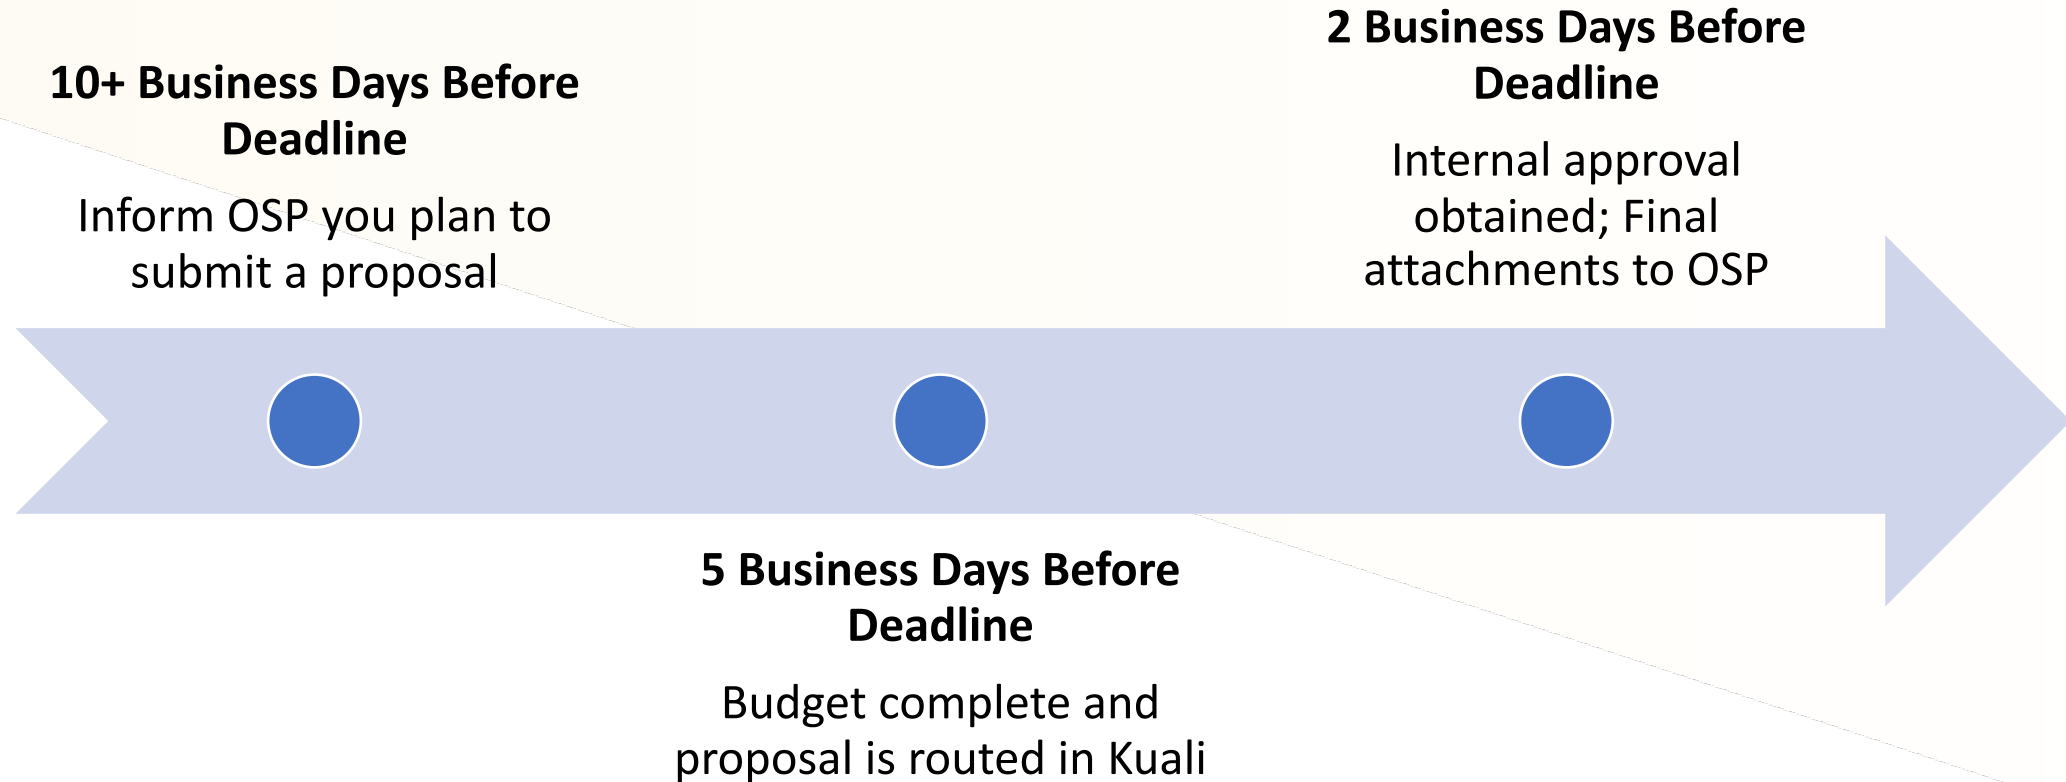 10+ Business Days Before
Deadline
Inform OSP you plan to
submit a proposal
5 Business Days Before
Deadline
Budget complete and
proposal is routed in Kuali
2 Business Days Before
Deadline
Internal approval
obtained; Final
attachments to OSP